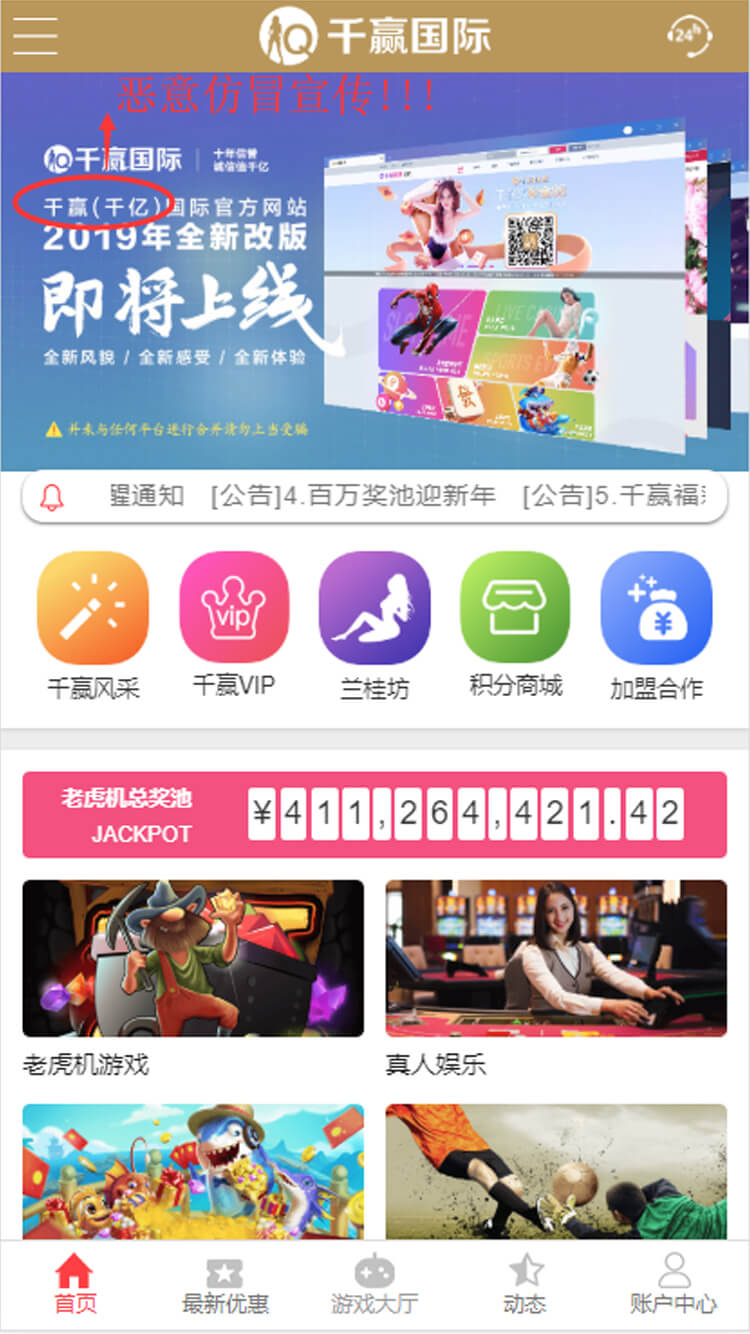 Q 千赢国际
24h
恶意仿冒宣传!!!
千赢国际 | 十年信誉
诚信值千亿
千赢(千亿)国际官方网站
2019年全新改版
即将上线
全新风貌 / 全新感受 / 全新体验
并未与任何平台进行合并请勿上当受骗
通知 [公告]4.百万奖池迎新年 [公告]5.千赢福
vip
千赢风采 千赢VIP 兰桂坊 积分商城 加盟合作
老虎机总奖池
JACKPOT
¥411,264,421.42
老虎机游戏 真人娱乐
首页 最新优惠 游戏大厅 动态 账户中心